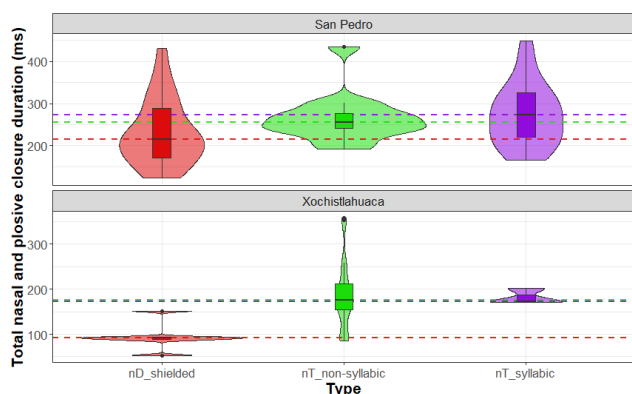 San Pedro
Total nasal and plosive closure duration (ms)
400
300
200
Xochistlahuaca
300
200
100
nD_shielded
nT_non-syllabic
nT_syllabic
Type